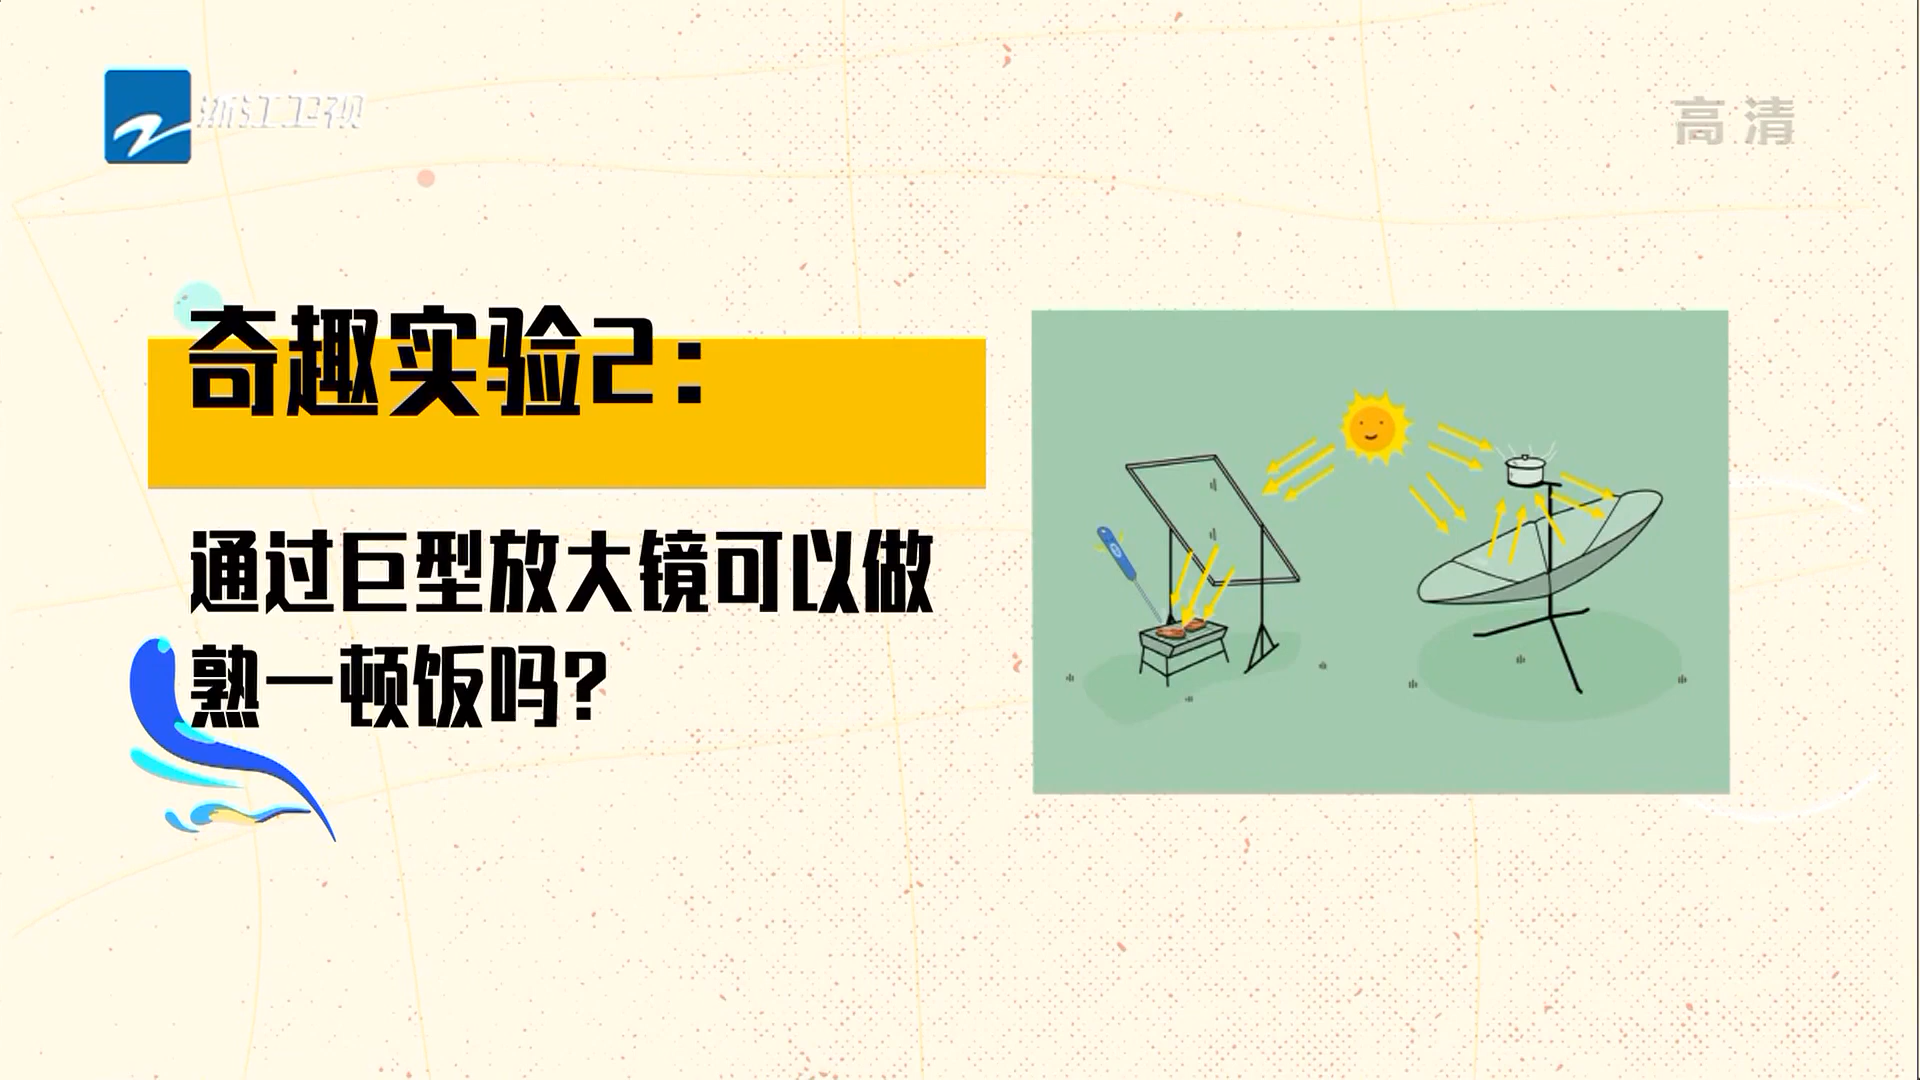 浙江卫视
高清
奇趣实验2：
通过巨型放大镜可以做
熟一顿饭吗？